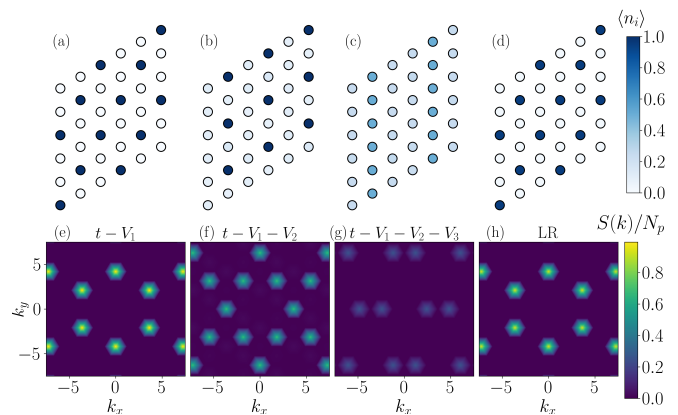 ⟨n_i⟩
(a) (b) (c) (d)
1.0
0.8
0.6
0.4
0.2
0.0
S(k)/N_p
(e) t − V_1 (f) t − V_1 − V_2 (g) t − V_1 − V_2 − V_3 (h) LR
5
0
−5
k_y
0.8
0.6
0.4
0.2
0.0
−5 0 5 −5 0 5 −5 0 5 −5 0 5
k_x k_x k_x k_x